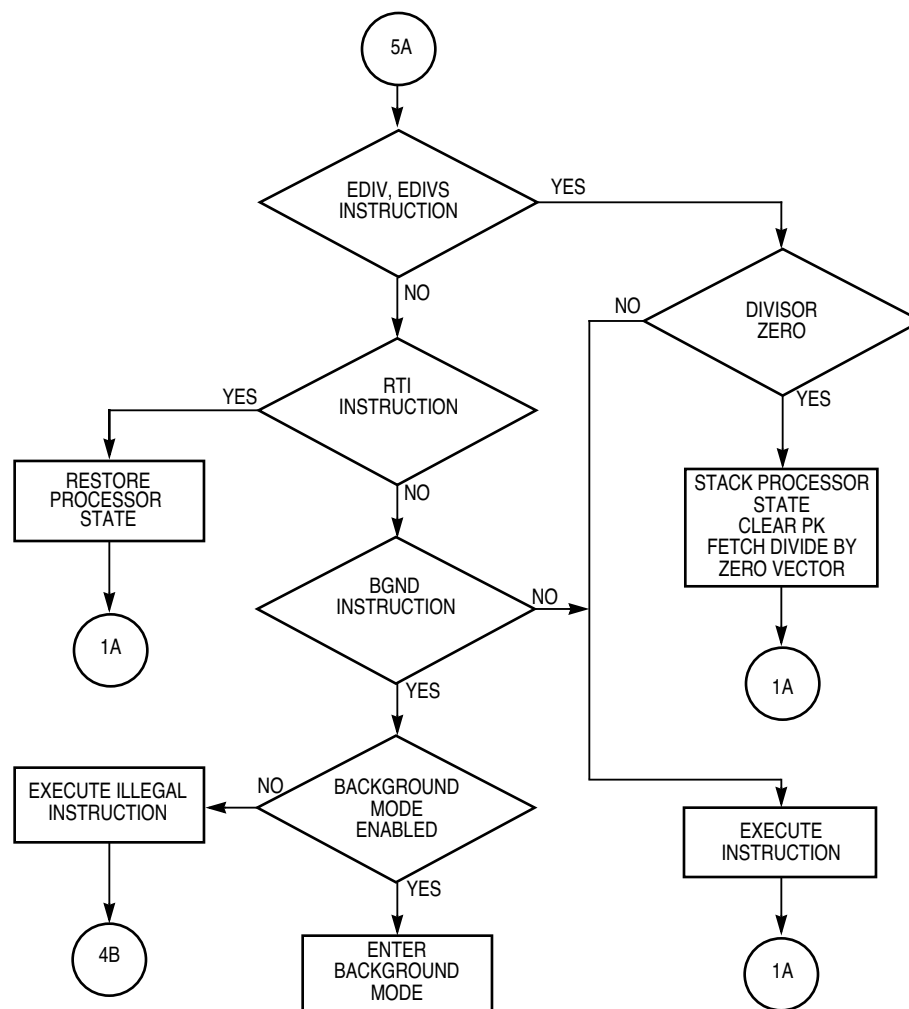 5A
EDIV, EDIVS
INSTRUCTION
YES
NO
DIVISOR
ZERO
NO
YES
RTI
INSTRUCTION
YES
NO
RESTORE
PROCESSOR
STATE
STACK PROCESSOR
STATE
CLEAR PK
FETCH DIVIDE BY
ZERO VECTOR
BGND
INSTRUCTION
NO
YES
1A
1A
EXECUTE ILLEGAL
INSTRUCTION
NO
BACKGROUND
MODE
ENABLED
YES
EXECUTE
INSTRUCTION
4B
ENTER
BACKGROUND
MODE
1A